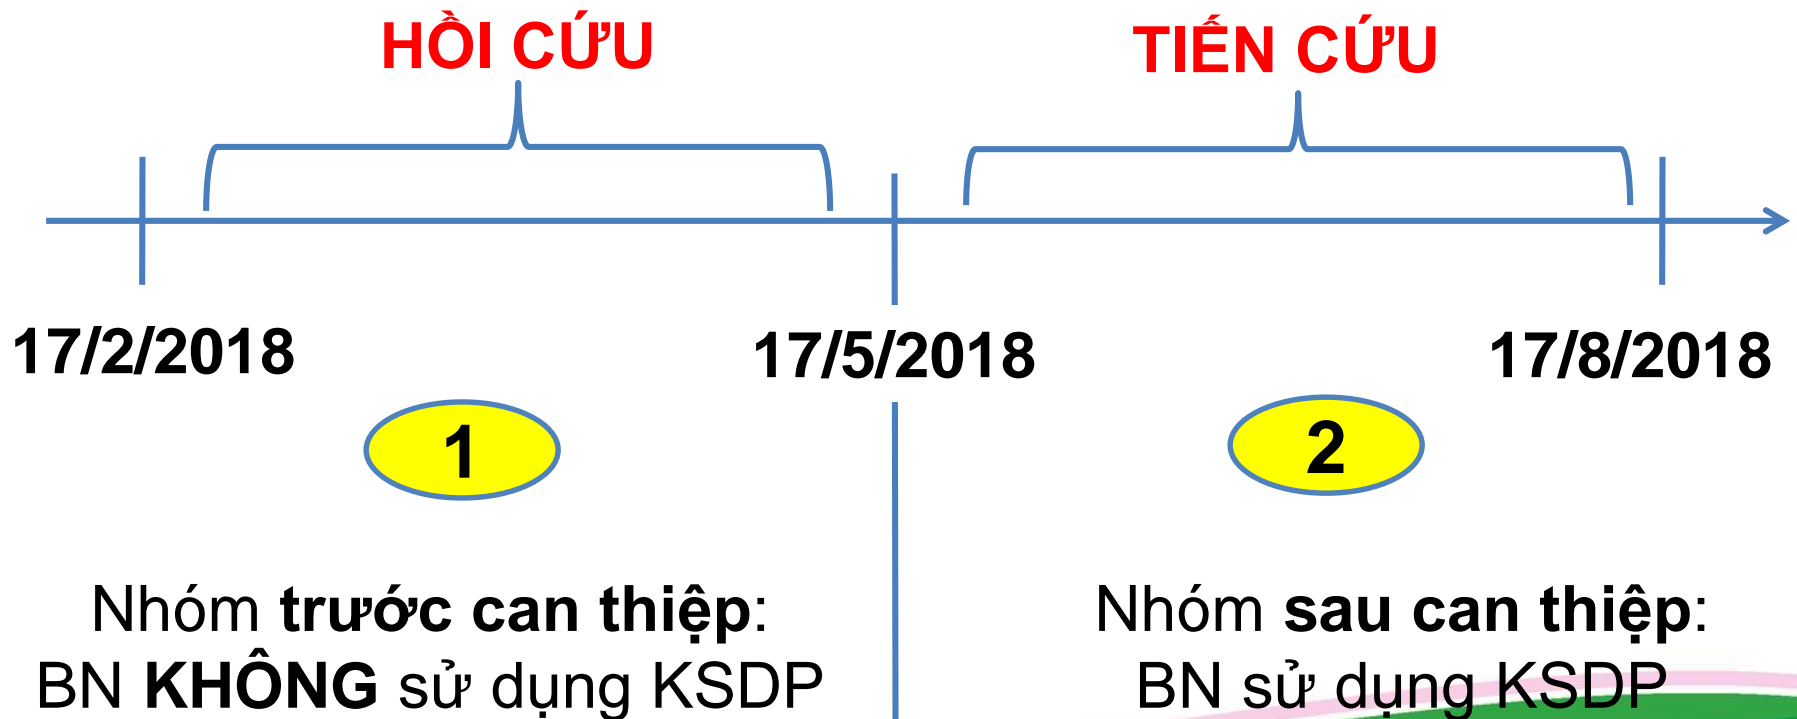 HỒI CỨU
TIẾN CỨU
17/2/2018
17/5/2018
17/8/2018
1
2
Nhóm trước can thiệp:
BN KHÔNG sử dụng KSDP
Nhóm sau can thiệp:
BN sử dụng KSDP